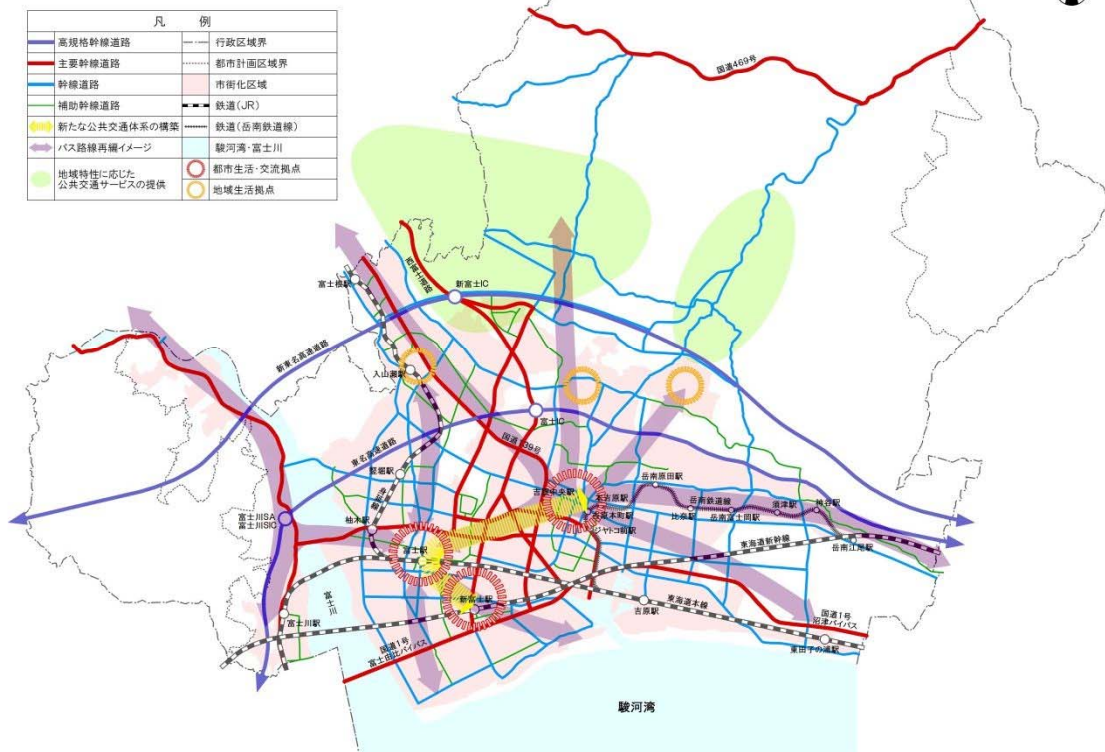 凡 例
高規格幹線道路
行政区域界
主要幹線道路
都市計画区域界
幹線道路
市街化区域
補助幹線道路
鉄道(JR)
新たな公共交通体系の構築
鉄道(岳南鉄道線)
バス路線再編イメージ
駿河湾・富士川
地域特性に応じた
公共交通サービスの提供
都市生活・交流拠点
地域生活拠点
国道469号
西富士道路
新富士IC
富士根駅
新東名高速道路
入山瀬駅
富士IC
東名高速道路
国道139号
竪堀駅
身延線
吉原中央駅
本吉原駅
岳南原田駅
岳南鉄道線
須津駅
神谷駅
吉原本町駅
比奈駅
岳南富士岡駅
ジヤトコ前駅
岳南江尾駅
富士川SA
富士川SIC
柚木駅
富士駅
東海道新幹線
新富士駅
富士川
富士川駅
吉原駅
東海道本線
国道1号
沼津バイパス
東田子の浦駅
国道1号
富士由比バイパス
駿河湾